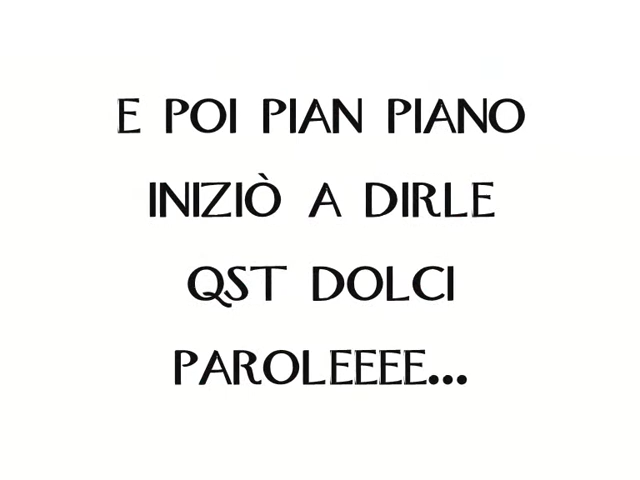 E POI PIAN PIANO
INIZIÒ A DIRLE
QST DOLCI
PAROLEEEE...